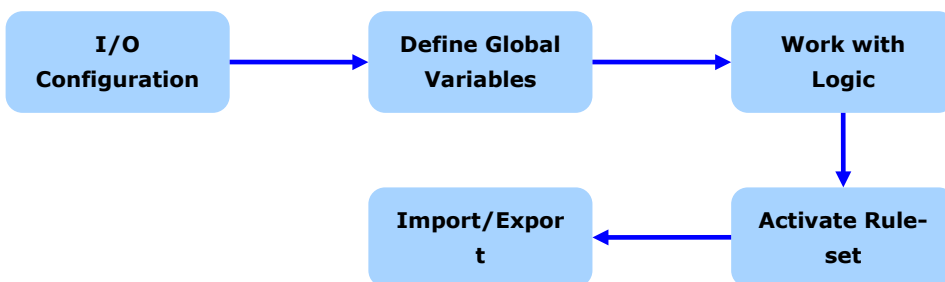 I/O
Configuration
Define Global
Variables
Work with
Logic
Import/Expor
t
Activate Rule-
set